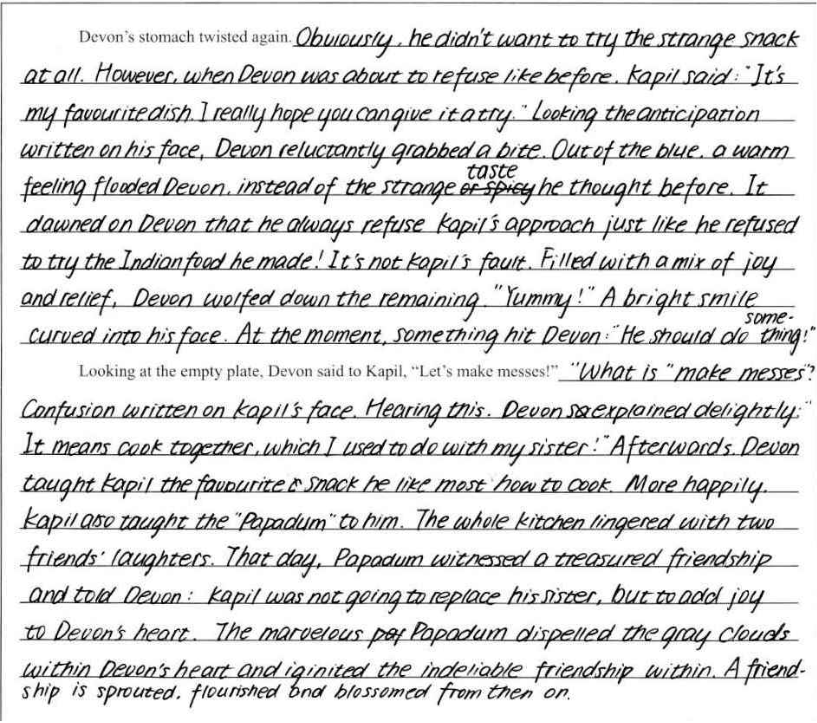 Devon's stomach twisted again. Obviously, he didn't want to try the strange snack
at all. However, when Devon was about to refuse like before, Kapil said: "It's
my favourite dish. I really hope you can give it a try." Looking the anticipation
written on his face, Devon reluctantly grabbed a bite. Out of the blue, a warm
feeling flooded Devon, instead of the strange or spicy taste he thought before. It
dawned on Devon that he always refuse Kapil's approach just like he refused
to try the Indian food he made! It's not Kapil's fault. Filled with a mix of joy
and relief, Devon wolfed down the remaining. "Yummy!" A bright smile
curved into his face. At the moment, something hit Devon: "He should do something!"
Looking at the empty plate, Devon said to Kapil, "Let's make messes!" "What is "make messes"?
Confusion written on Kapil's face. Hearing this, Devon explained delightly:"
It means cook together, which I used to do with my sister!" Afterwards, Devon
taught Kapil the favourite snack he like most how to cook. More happily,
Kapil also taught the "Papadum" to him. The whole kitchen lingered with two
friends' laughters. That day, Papadum witnessed a treasured friendship
and told Devon: Kapil was not going to replace his sister, but to add joy
to Devon's heart. The marvelous Papadum dispelled the gray clouds
within Devon's heart and iginited the indeliable friendship within. A friend-
ship is sprouted, flourished and blossomed from then on.